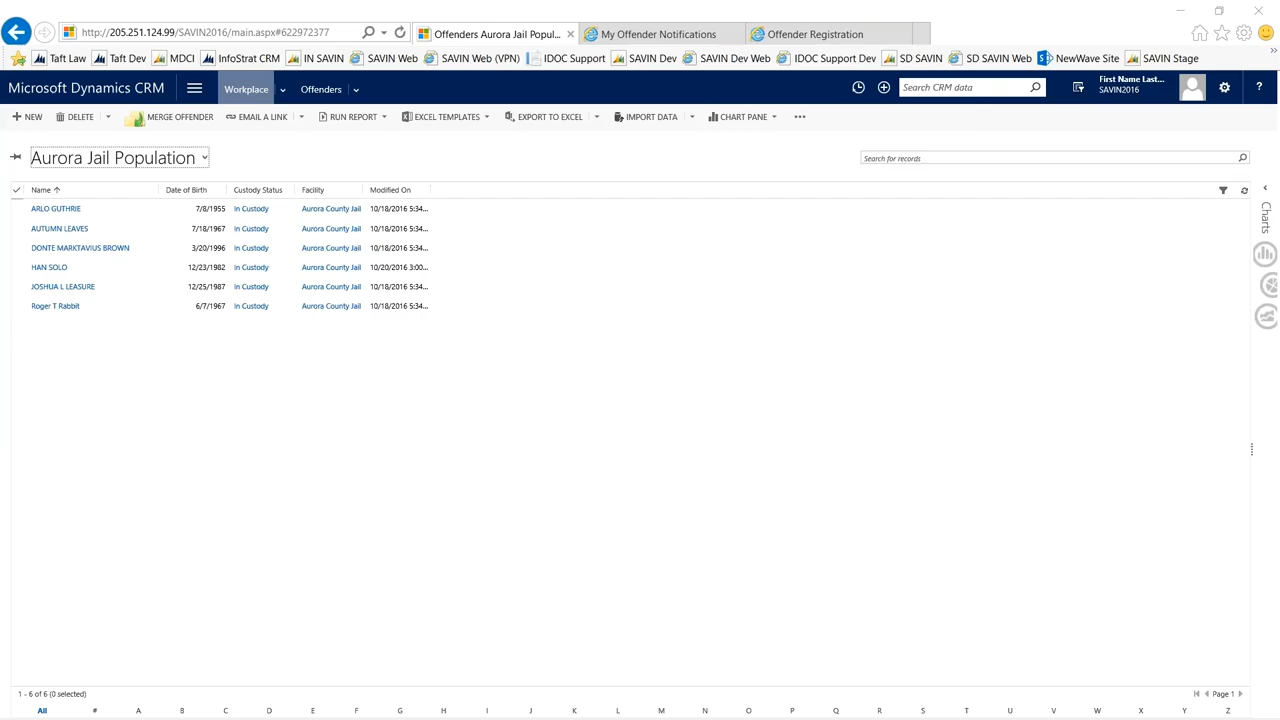 http://205.251.124.99/SAVIN2016/main.aspx#622972377
Offenders Aurora Jail Popul...
My Offender Notifications
Offender Registration
Taft Law
Taft Dev
MDCI
InfoStrat CRM
IN SAVIN
SAVIN Web
SAVIN Web (VPN)
IDOC Support
SAVIN Dev
SAVIN Dev Web
IDOC Support Dev
SD SAVIN
SD SAVIN Web
NewWave Site
SAVIN Stage
Microsoft Dynamics CRM
Workplace
Offenders
Search CRM data
First Name Last...
SAVIN2016
?
NEW
DELETE
MERGE OFFENDER
EMAIL A LINK
RUN REPORT
EXCEL TEMPLATES
EXPORT TO EXCEL
IMPORT DATA
CHART PANE
Aurora Jail Population
Search for records
Name Date of Birth Custody Status Facility Modified On
ARLO GUTHRIE 7/8/1955 In Custody Aurora County Jail 10/18/2016 5:34...
AUTUMN LEAVES 7/18/1967 In Custody Aurora County Jail 10/18/2016 5:34...
DONTE MARKTAVIUS BROWN 3/20/1996 In Custody Aurora County Jail 10/18/2016 5:34...
HAN SOLO 12/23/1982 In Custody Aurora County Jail 10/20/2016 3:00...
JOSHUA L LEASURE 12/25/1987 In Custody Aurora County Jail 10/18/2016 5:34...
Roger T Rabbit 6/7/1967 In Custody Aurora County Jail 10/18/2016 5:34...
Charts
1 - 6 of 6 (0 selected)
Page 1
All # A B C D E F G H I J K L M N O P Q R S T U V W X Y Z